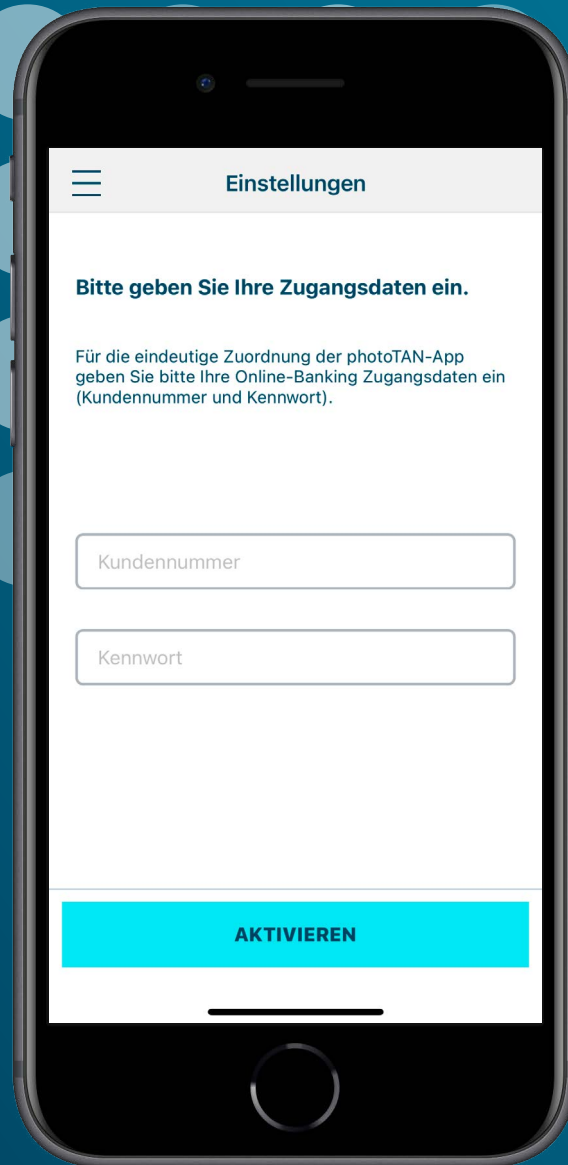 Einstellungen
Bitte geben Sie Ihre Zugangsdaten ein.
Für die eindeutige Zuordnung der photoTAN-App
geben Sie bitte Ihre Online-Banking Zugangsdaten ein
(Kundennummer und Kennwort).
Kundennummer
Kennwort
AKTIVIEREN